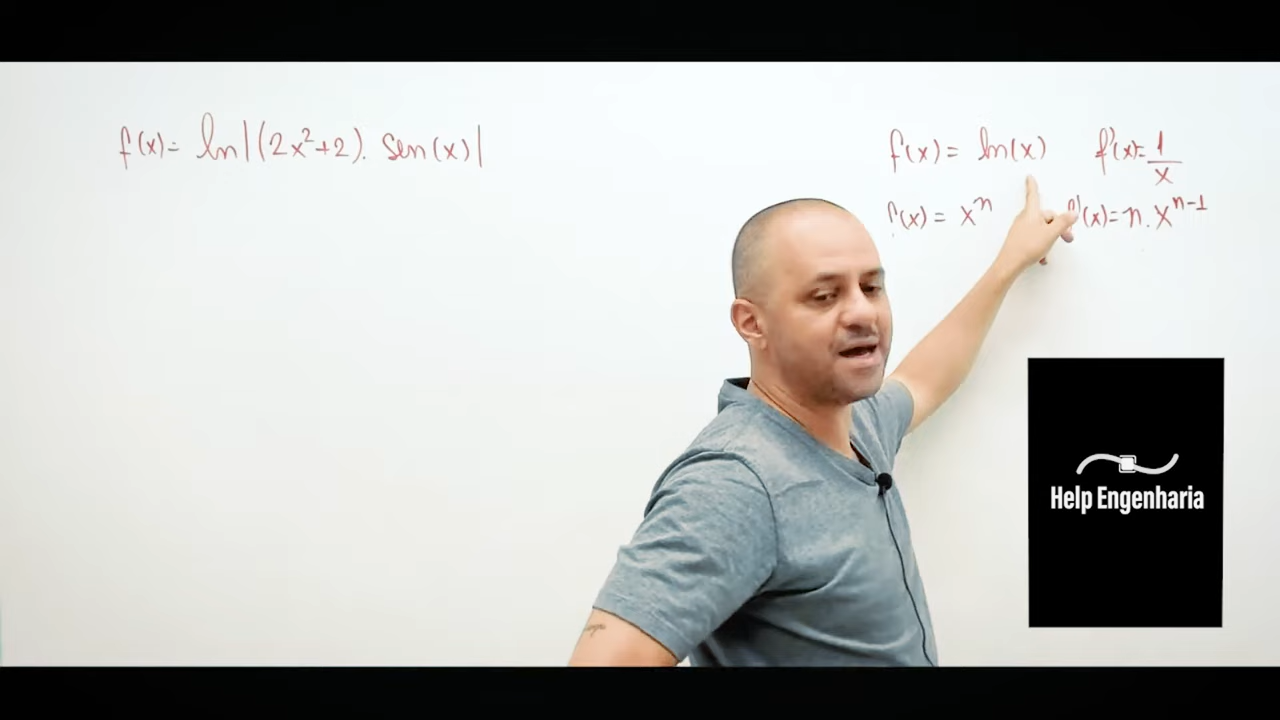 f(x)= ln|(2x²+2). Sen(x)|
f(x) = ln(x) f'(x)= 1/x
f(x) = xⁿ f'(x)= n. xⁿ⁻¹
Help Engenharia